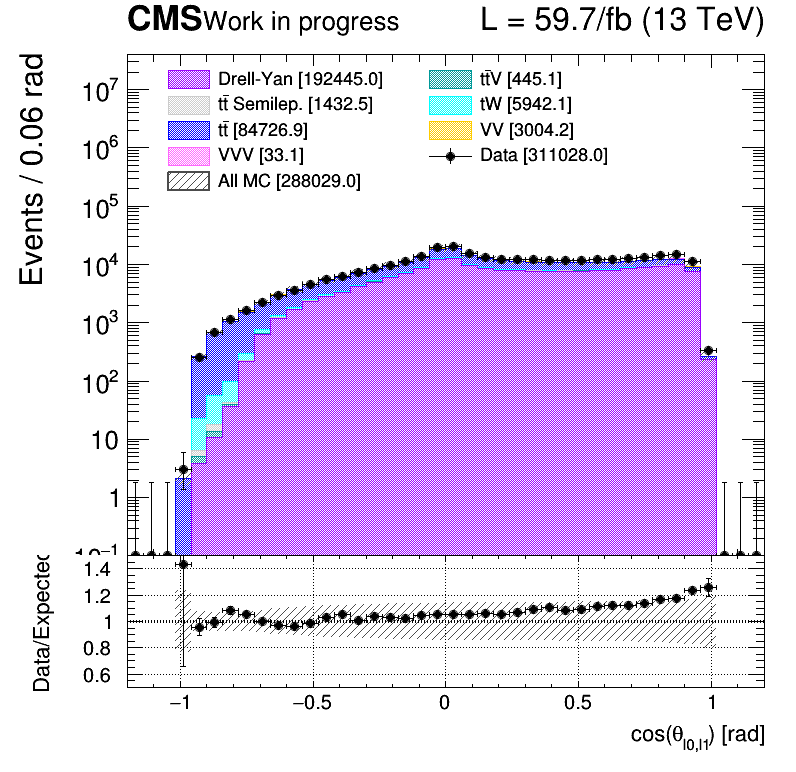 CMS Work in progress L = 59.7/fb (13 TeV)
Events / 0.06 rad
Drell-Yan [192445.0]
tt̄ Semilep. [1432.5]
tt̄ [84726.9]
VVV [33.1]
All MC [288029.0]
tt̄V [445.1]
tW [5942.1]
VV [3004.2]
Data [311028.0]
10⁷
10⁶
10⁵
10⁴
10³
10²
10
1
10⁻¹
Data/Expected
1.4
1.2
1
0.8
0.6
−1 −0.5 0 0.5 1
cos(θ_l0,l1) [rad]